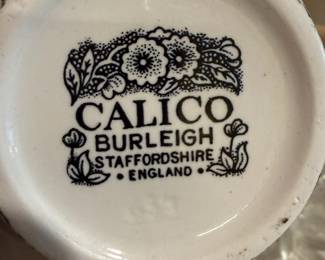 CALICO
BURLEIGH
STAFFORDSHIRE
• ENGLAND •